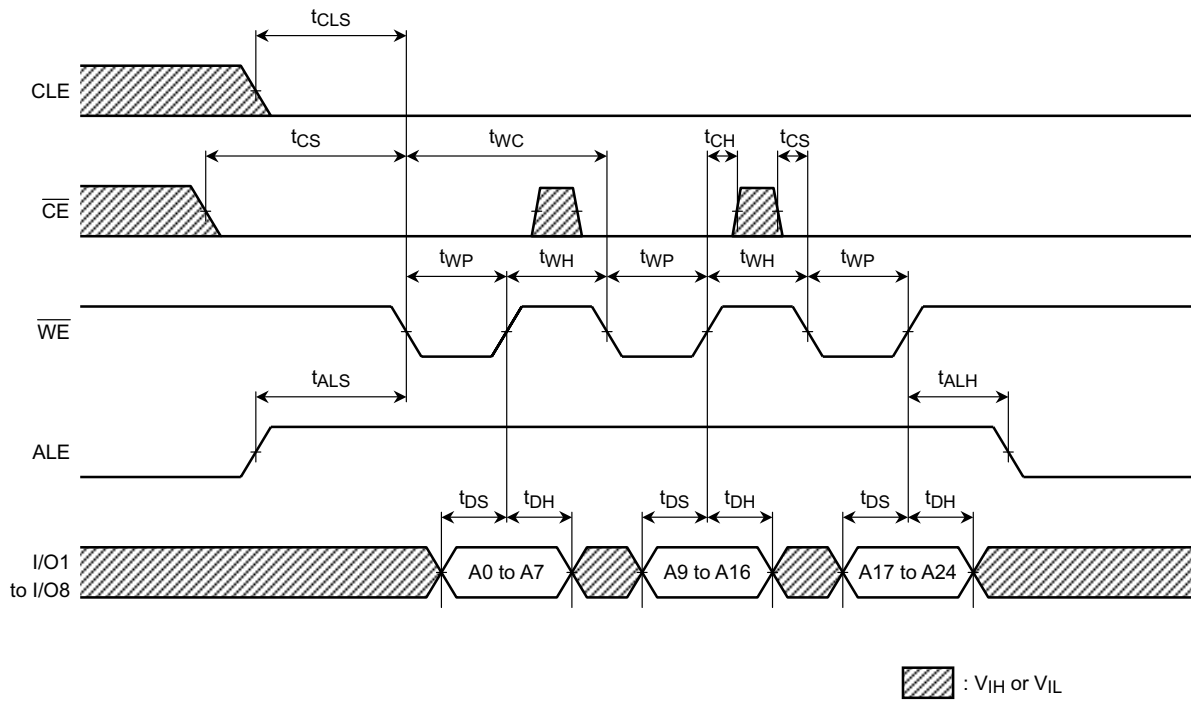 tCLS
CLE
tCS tWC tCH tCS
CE
tWP tWH tWP tWH tWP
WE
tALS tALH
ALE
tDS tDH tDS tDH tDS tDH
I/O1
to I/O8
A0 to A7 A9 to A16 A17 to A24
: VIH or VIL